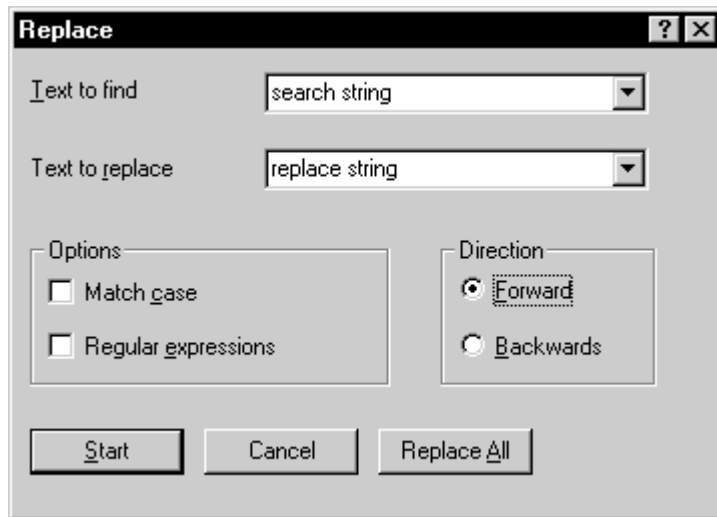 Replace
Text to find search string
Text to replace replace string
Options Direction
Match case Forward
Regular expressions Backwards
Start Cancel Replace All